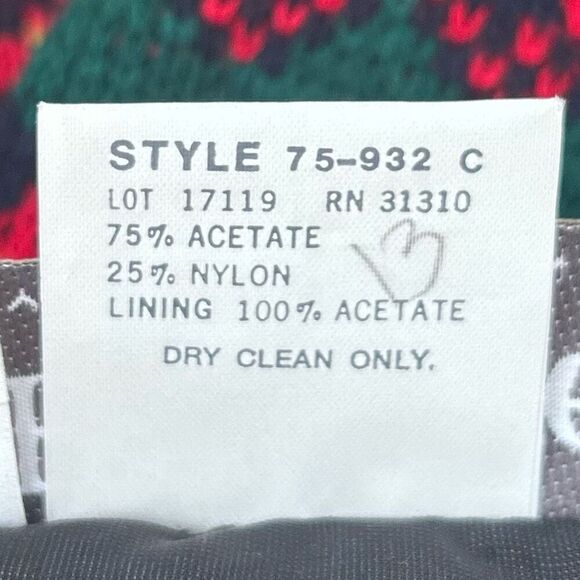 STYLE 75-932 C
LOT 17119 RN 31310
75% ACETATE
25% NYLON
LINING 100% ACETATE
DRY CLEAN ONLY.